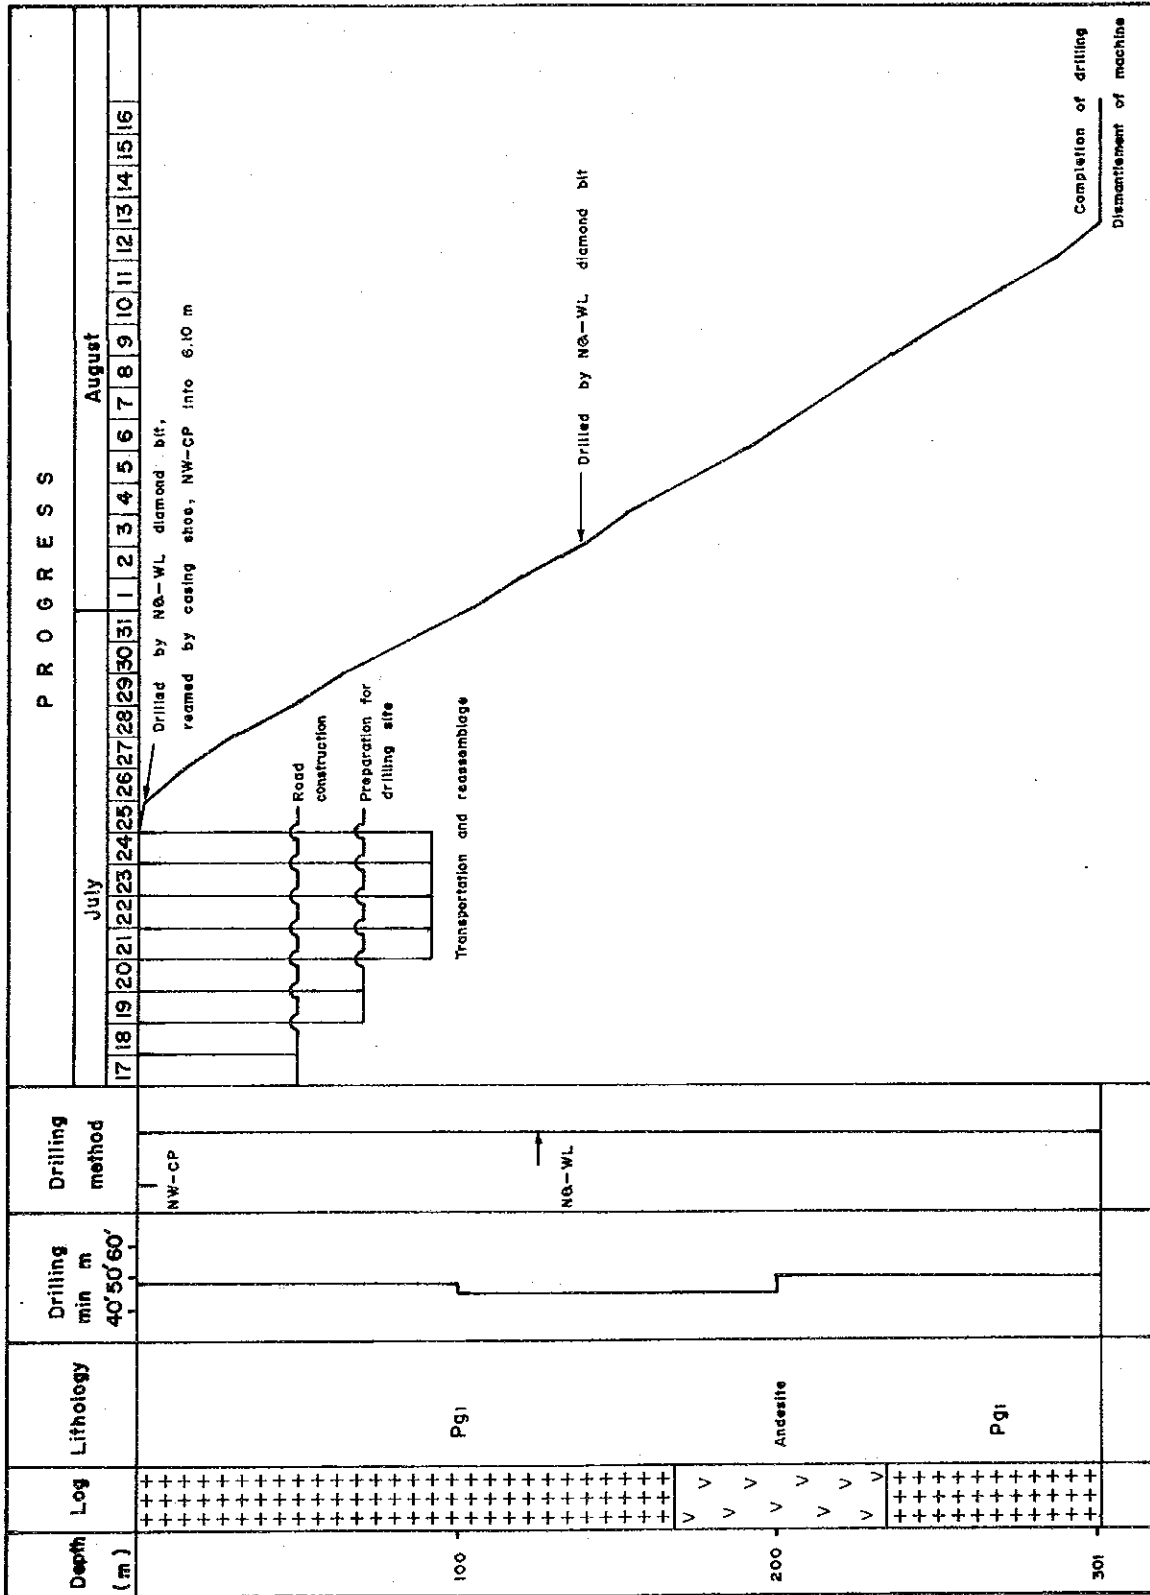 PROGRESS
Depth (m)
Log
Lithology
Drilling
min m
40' 50' 60'
Drilling
method
July
August
17 18 19 20 21 22 23 24 25 26 27 28 29 30 31 1 2 3 4 5 6 7 8 9 10 11 12 13 14 15 16
NW-CP
Drilled by NQ-WL diamond bit,
reamed by casing shoe, NW-CP into 6.10 m
Road
construction
Preparation for
drilling site
Transportation and reassemblage
100
Pg1
NQ-WL
Drilled by NQ-WL diamond bit
200
Andesite
Pg1
301
Completion of drilling
Dismantlement of machine